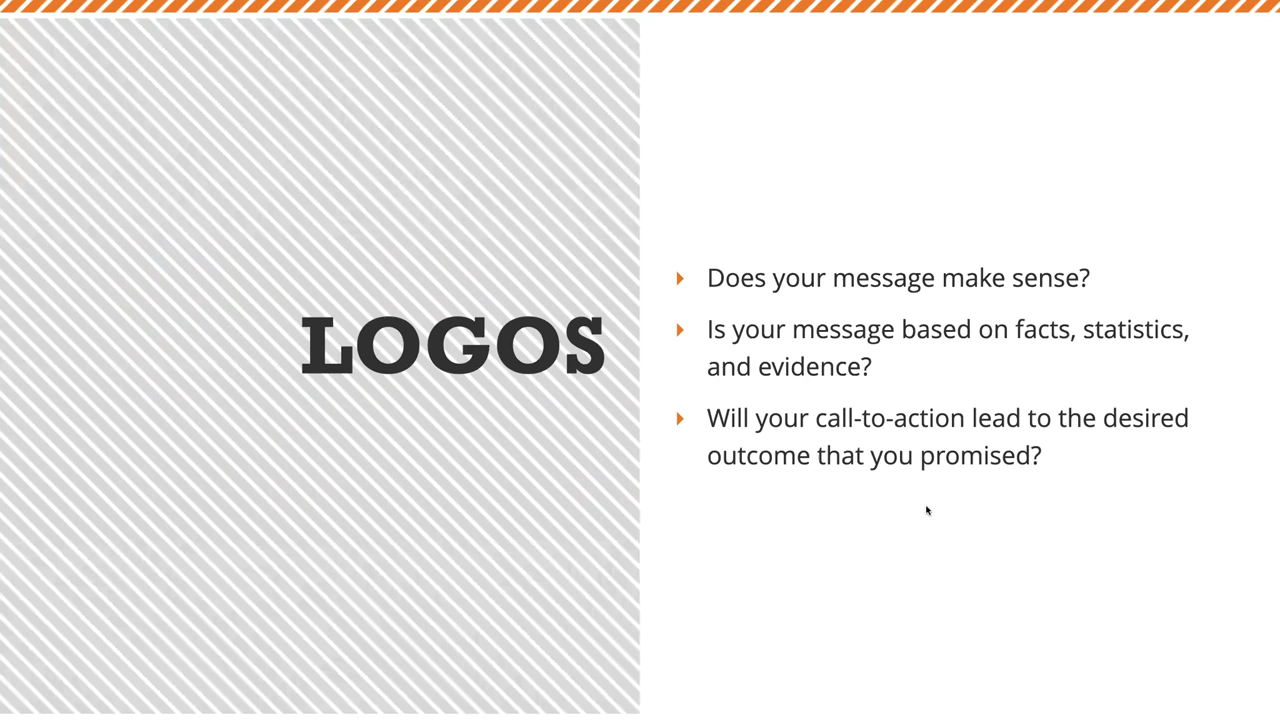 LOGOS
Does your message make sense?
Is your message based on facts, statistics,
and evidence?
Will your call-to-action lead to the desired
outcome that you promised?